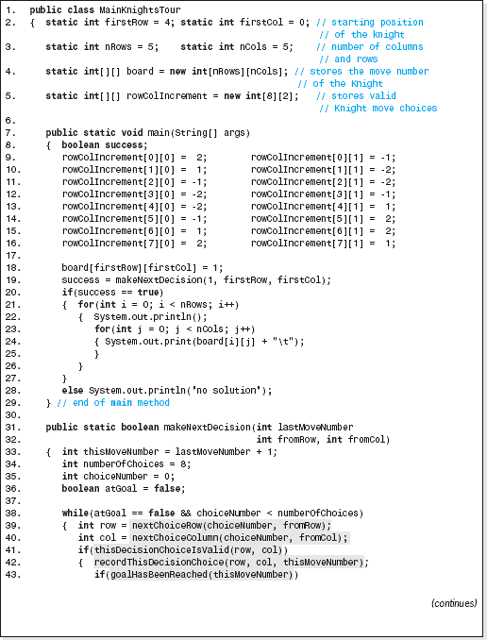 1. public class MainKnightsTour
2. { static int firstRow = 4; static int firstCol = 0; // starting position
// of the knight
3. static int nRows = 5; static int nCols = 5; // number of columns
// and rows
4. static int[][] board = new int[nRows][nCols]; // stores the move number
// of the Knight
5. static int[][] rowColIncrement = new int[8][2]; // stores valid
// Knight move choices
6.
7. public static void main(String[] args)
8. { boolean success;
9. rowColIncrement[0][0] = 2; rowColIncrement[0][1] = -1;
10. rowColIncrement[1][0] = 1; rowColIncrement[1][1] = -2;
11. rowColIncrement[2][0] = -1; rowColIncrement[2][1] = -2;
12. rowColIncrement[3][0] = -2; rowColIncrement[3][1] = -1;
13. rowColIncrement[4][0] = -2; rowColIncrement[4][1] = 1;
14. rowColIncrement[5][0] = -1; rowColIncrement[5][1] = 2;
15. rowColIncrement[6][0] = 1; rowColIncrement[6][1] = 2;
16. rowColIncrement[7][0] = 2; rowColIncrement[7][1] = 1;
17.
18. board[firstRow][firstCol] = 1;
19. success = makeNextDecision(1, firstRow, firstCol);
20. if(success == true)
21. { for(int i = 0; i < nRows; i++)
22. { System.out.println();
23. for(int j = 0; j < nCols; j++)
24. { System.out.print(board[i][j] + "\t");
25. }
26. }
27. }
28. else System.out.println("no solution");
29. } // end of main method
30.
31. public static boolean makeNextDecision(int lastMoveNumber
32. int fromRow, int fromCol)
33. { int thisMoveNumber = lastMoveNumber + 1;
34. int numberOfChoices = 8;
35. int choiceNumber = 0;
36. boolean atGoal = false;
37.
38. while(atGoal == false && choiceNumber < numberOfChoices)
39. { int row = nextChoiceRow(choiceNumber, fromRow);
40. int col = nextChoiceColumn(choiceNumber, fromCol);
41. if(thisDecisionChoiceIsValid(row, col))
42. { recordThisDecisionChoice(row, col, thisMoveNumber);
43. if(goalHasBeenReached(thisMoveNumber))
(continues)